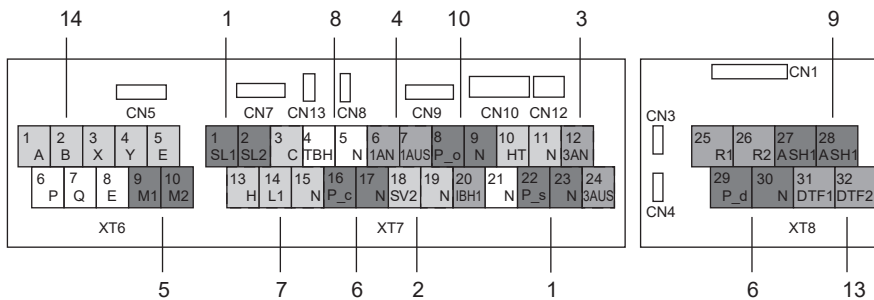 14 1 8 4 10 3 9
CN5 CN7 CN13 CN8 CN9 CN10 CN12 CN1
CN3
1 2 3 4 5 1 2 3 4 5 6 7 8 9 10 11 12 25 26 27 28
A B X Y E SL1 SL2 C TBH N 1AN 1AUS P_o N HT N 3AN R1 R2 ASH1 ASH1
6 7 8 9 10 13 14 15 16 17 18 19 20 21 22 23 24 29 30 31 32
P Q E M1 M2 H L1 N P_c N SV2 N IBH1 N P_s N 3AUS P_d N DTF1 DTF2
CN4
XT6 XT7 XT8
5 7 6 2 1 6 13